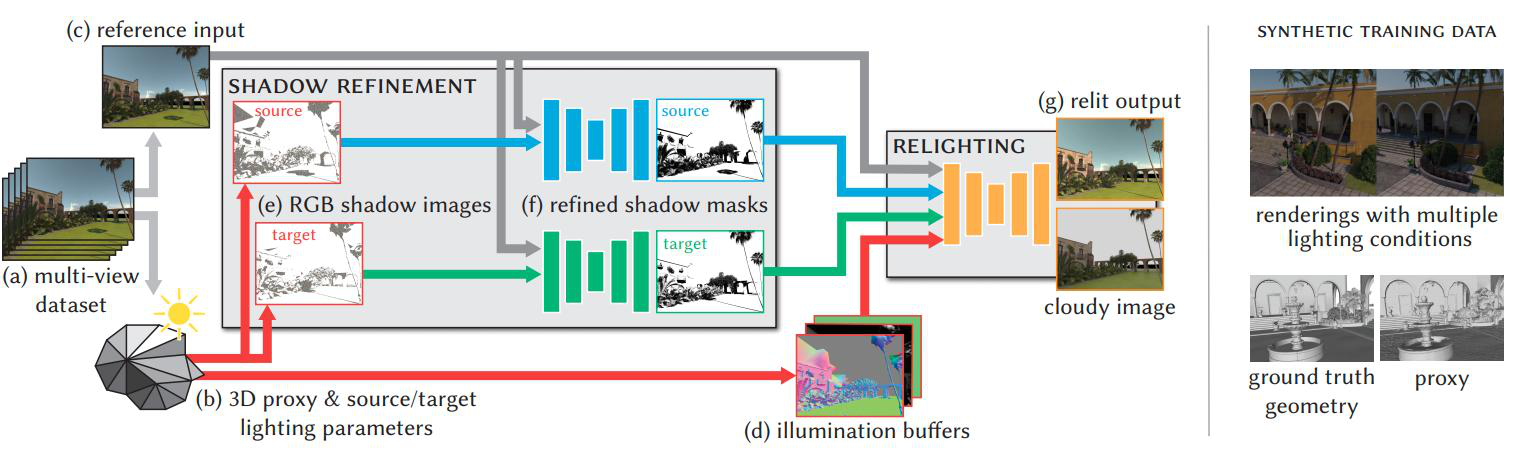 (c) reference input
SHADOW REFINEMENT
source
source
(e) RGB shadow images
(f) refined shadow masks
target
target
(a) multi-view
dataset
(b) 3D proxy & source/target
lighting parameters
RELIGHTING
(g) relit output
cloudy image
(d) illumination buffers
SYNTHETIC TRAINING DATA
renderings with multiple
lighting conditions
ground truth
geometry
proxy